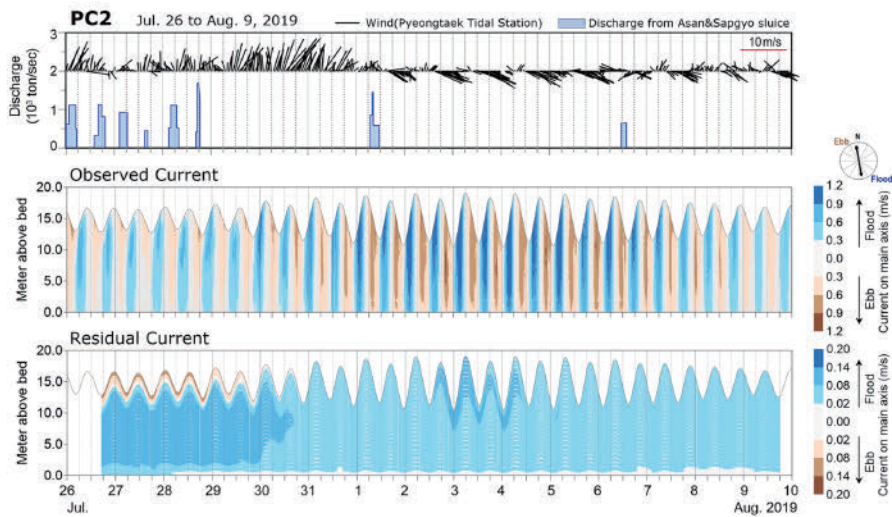 PC2 Jul. 26 to Aug. 9, 2019
Wind(Pyeongtaek Tidal Station) Discharge from Asan&Sapgyo sluice
10m/s
Discharge
(10³ ton/sec)
3
2
1
0
N
Ebb
Flood
Observed Current
Meter above bed
20.0
15.0
10.0
5.0
0.0
1.2
0.9
0.6
0.3
0.0
0.3
0.6
0.9
1.2
Flood
Ebb
Current on main axis (m/s)
Residual Current
Meter above bed
20.0
15.0
10.0
5.0
0.0
0.20
0.14
0.08
0.02
0.00
0.02
0.08
0.14
0.20
Flood
Ebb
Current on main axis (m/s)
26 27 28 29 30 31 1 2 3 4 5 6 7 8 9 10
Jul. Aug. 2019